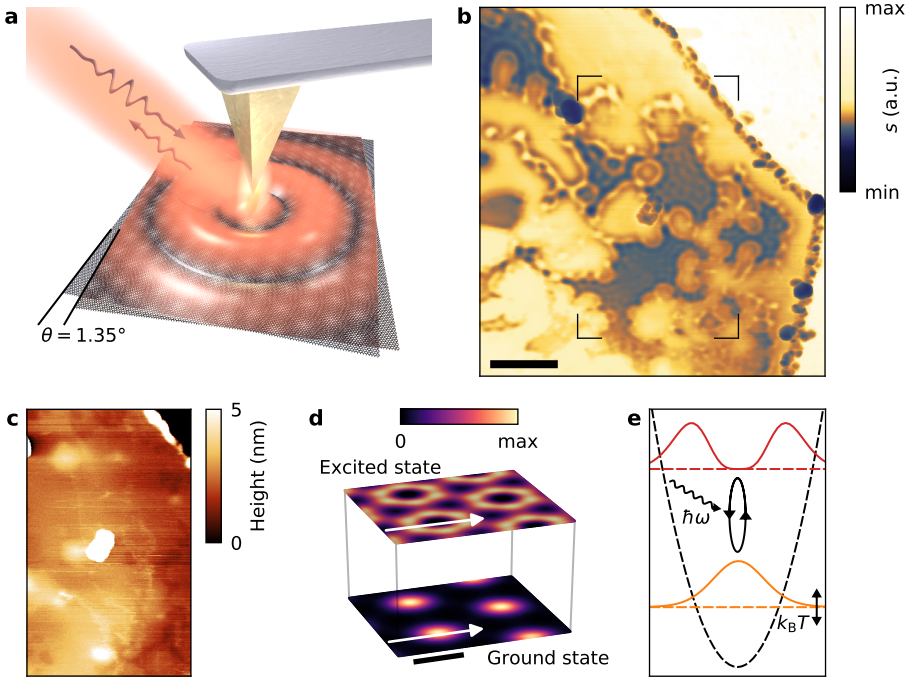 a
θ = 1.35°
b
max
s (a.u.)
min
c
5
Height (nm)
0
d
0
max
Excited state
Ground state
e
ħω
k_BT